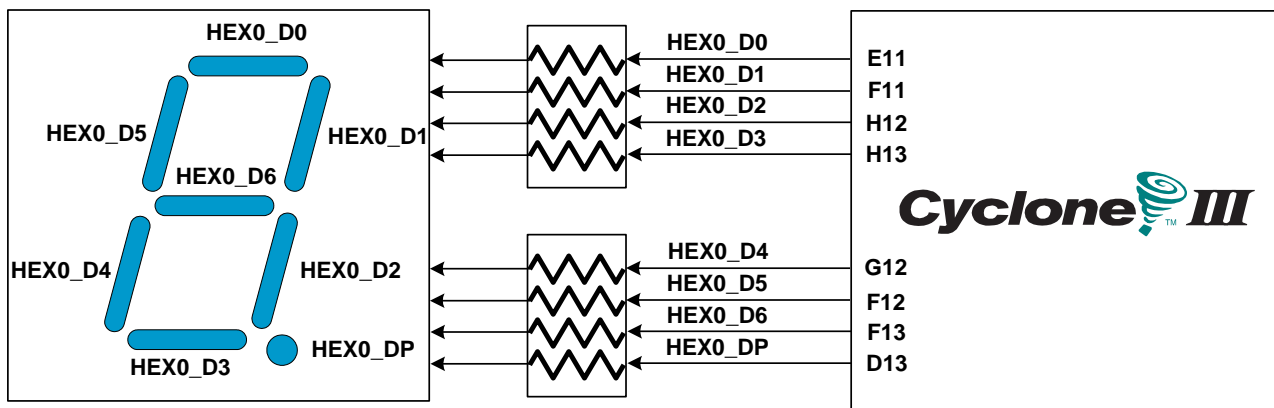 HEX0_D0
HEX0_D5
HEX0_D1
HEX0_D6
HEX0_D4
HEX0_D2
HEX0_D3
HEX0_DP
HEX0_D0
HEX0_D1
HEX0_D2
HEX0_D3
HEX0_D4
HEX0_D5
HEX0_D6
HEX0_DP
E11
F11
H12
H13
Cyclone III
TM
G12
F12
F13
D13